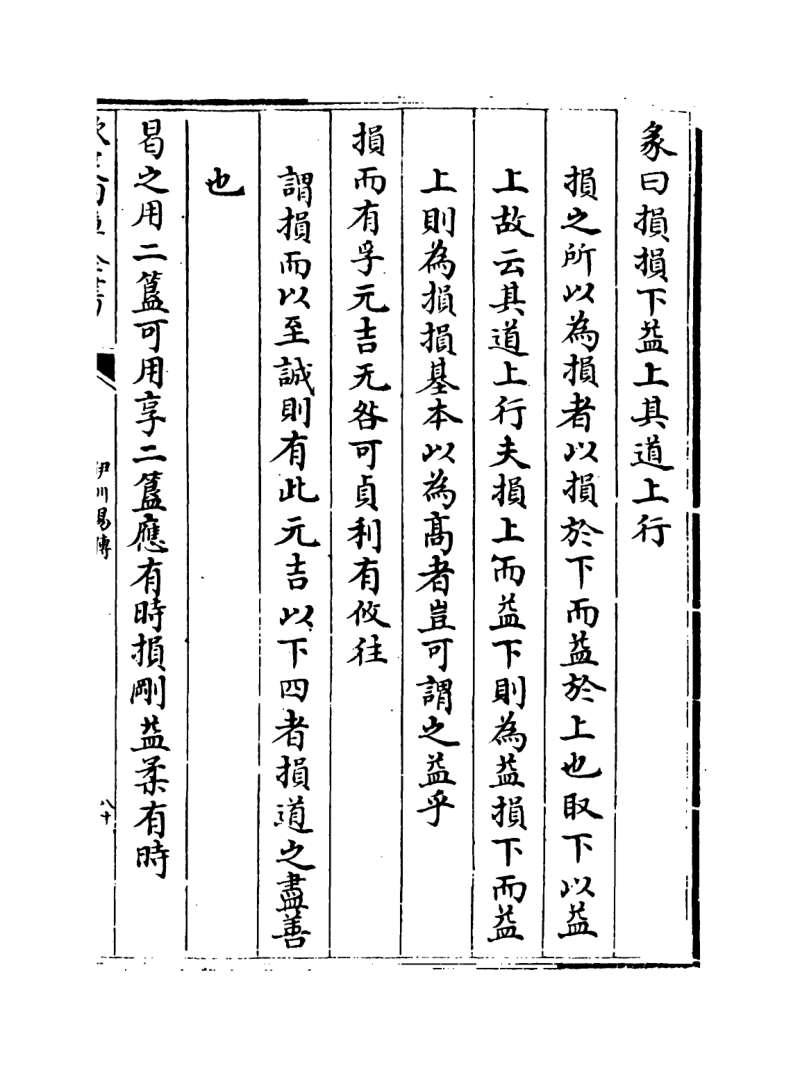 彖曰損損下益上其道上行
損之所以為損者以損於下而益於上也取下以益
上故云其道上行夫損上而益下則為益損下而益
上則為損損基本以為高者豈可謂之益乎
損而有孚元吉无咎可貞利有攸往
謂損而以至誠則有此元吉以下四者損道之盡善
也
曷之用二簋可用享二簋應有時損剛益柔有時
伊川易傳
八十